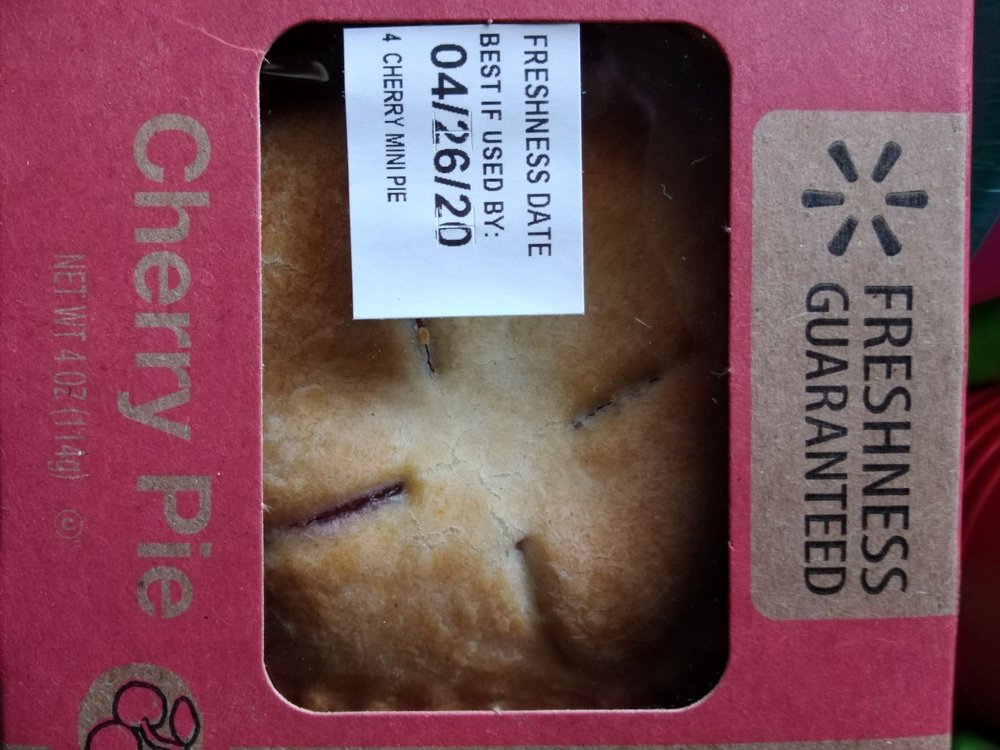 FRESHNESS
GUARANTEED
FRESHNESS DATE
BEST IF USED BY:
04/26/20
4 CHERRY MINI PIE
Cherry Pie
NET WT 4 OZ (114g)